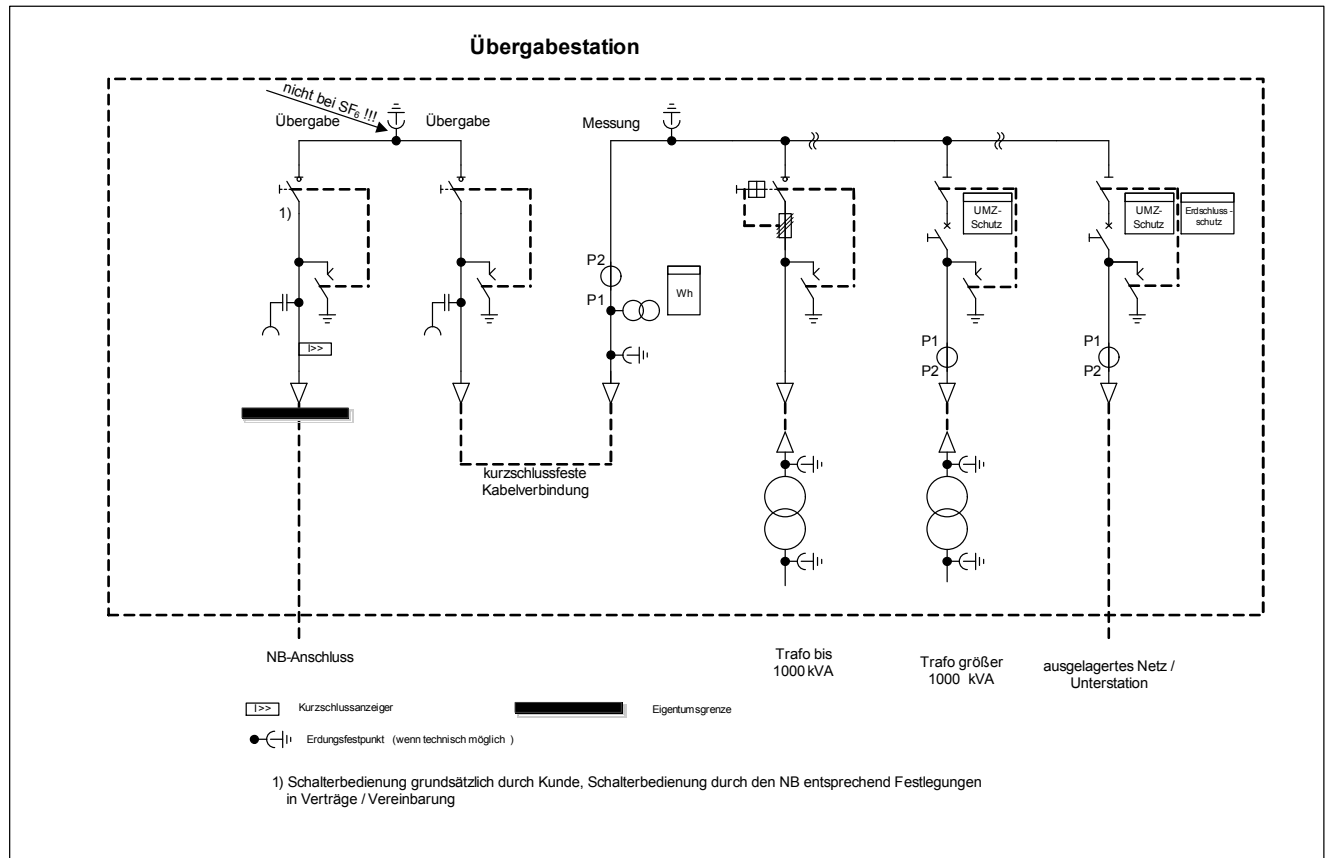 Übergabestation
nicht bei SF₆ !!!
Übergabe
Übergabe
Messung
1)
UMZ-
Schutz
UMZ-
Schutz
Erdschluss -
schutz
P2
P1
Wh
I>>
P1
P2
P1
P2
kurzschlussfeste
Kabelverbindung
NB-Anschluss
Trafo bis
1000 kVA
Trafo größer
1000 kVA
ausgelagertes Netz /
Unterstation
I>> Kurzschlussanzeiger
Eigentumsgrenze
Erdungsfestpunkt (wenn technisch möglich )
1) Schalterbedienung grundsätzlich durch Kunde, Schalterbedienung durch den NB entsprechend Festlegungen
in Verträge / Vereinbarung